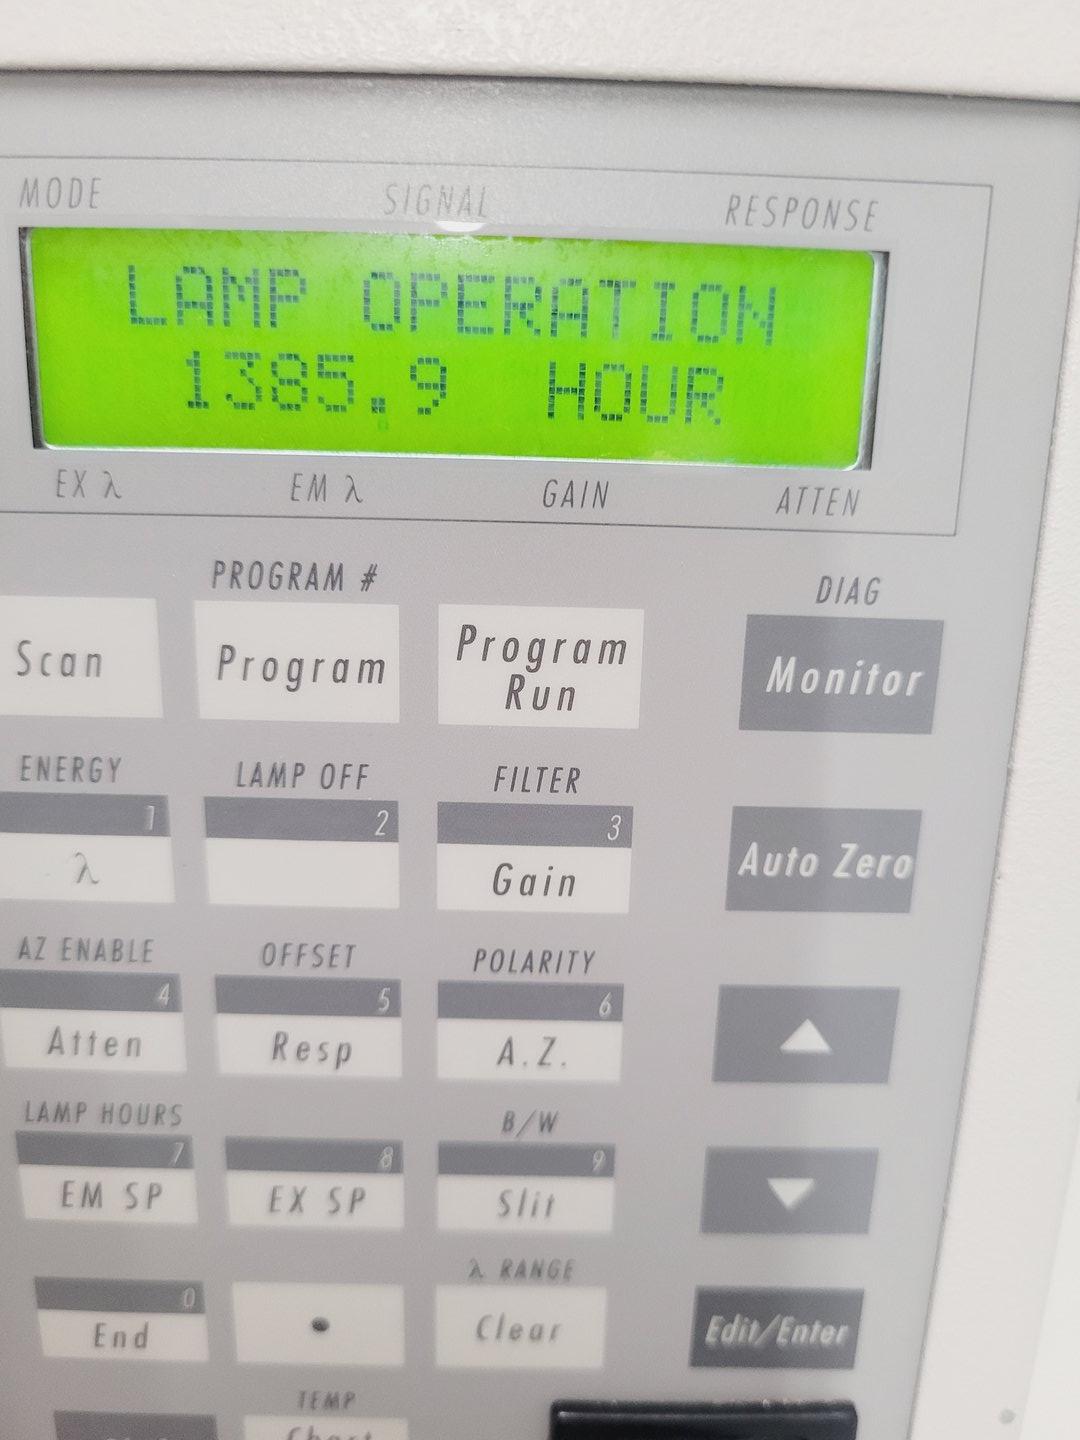 MODE SIGNAL RESPONSE
LAMP OPERATION
1385.9 HOUR
EX λ EM λ GAIN ATTEN
PROGRAM # DIAG
Scan Program Program Run Monitor
ENERGY LAMP OFF FILTER
1 2 3
λ Gain Auto Zero
AZ ENABLE OFFSET POLARITY
4 5 6
Atten Resp A.Z.
LAMP HOURS B/W
7 8 9
EM SP EX SP Slit
λ RANGE
0
End . Clear Edit/Enter
TEMP
Chart